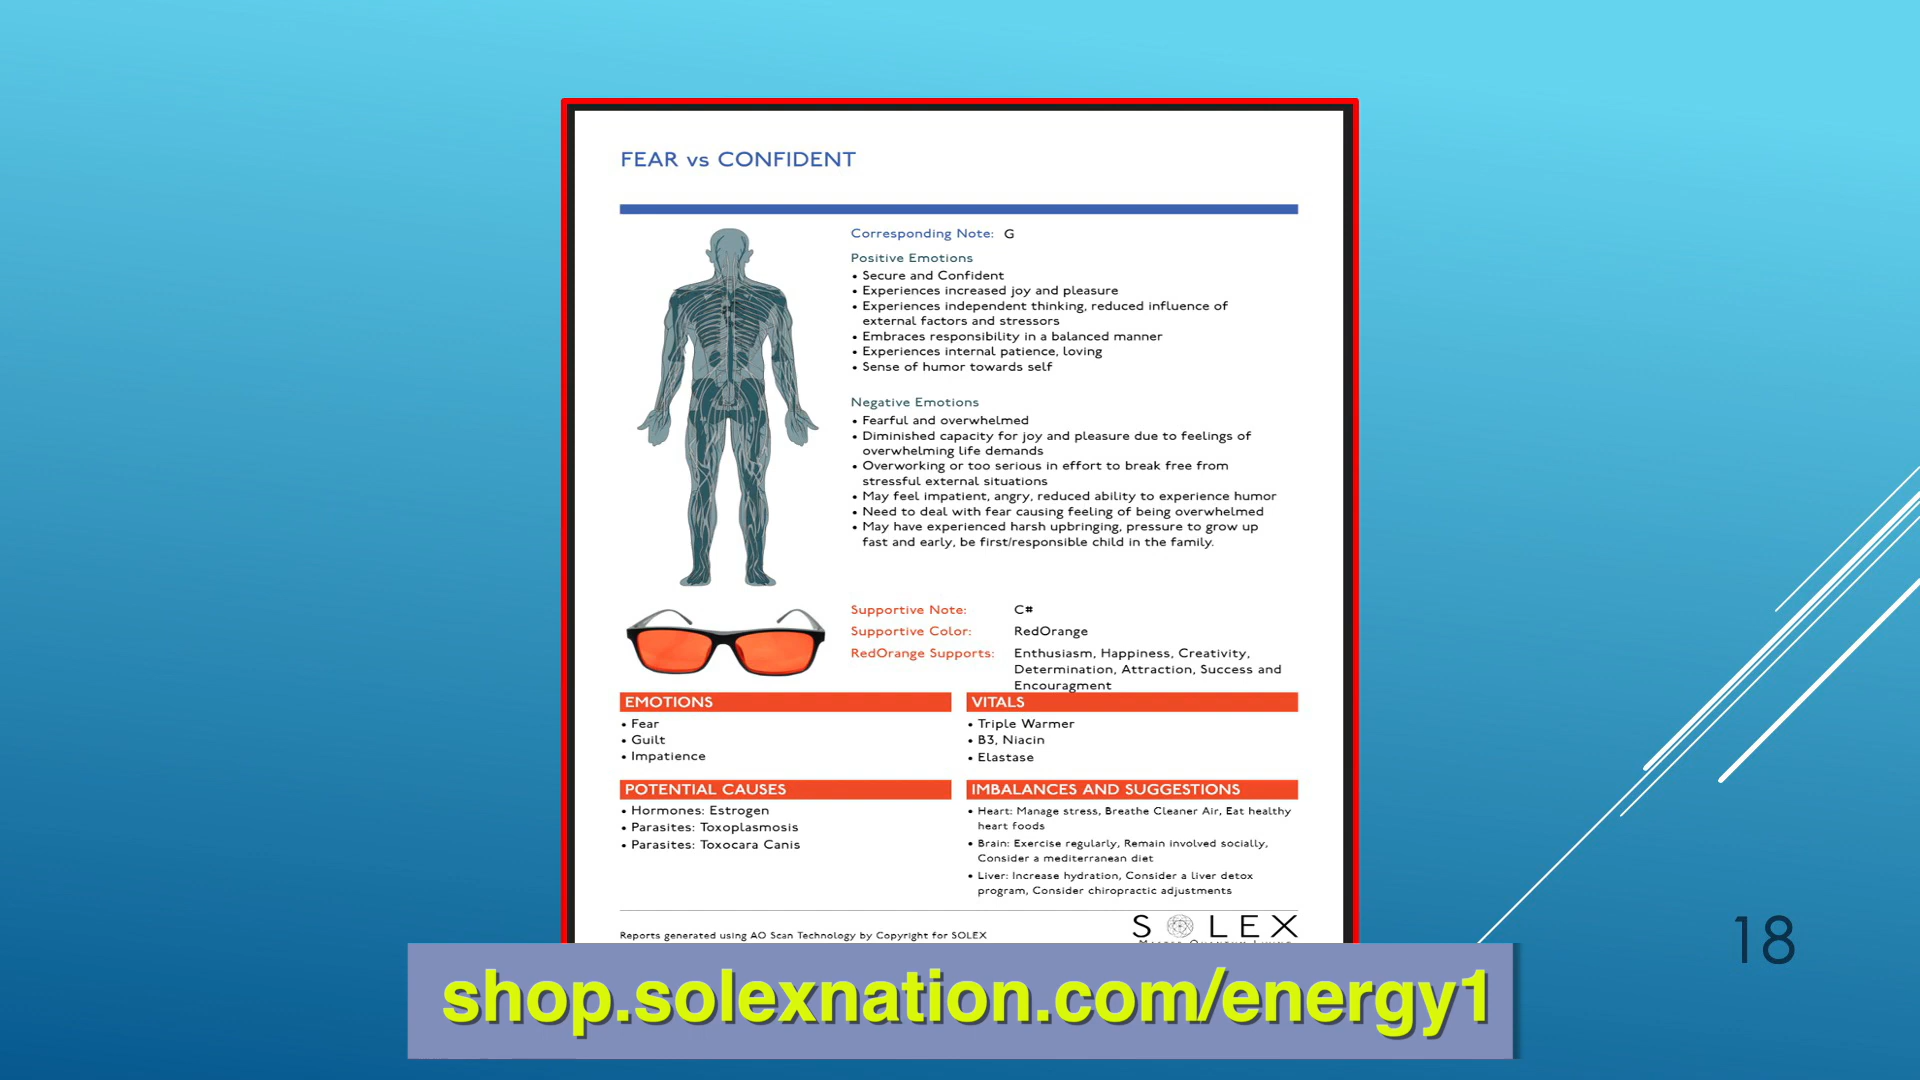 FEAR vs CONFIDENT
Corresponding Note: G
Positive Emotions
• Secure and Confident
• Experiences increased joy and pleasure
• Experiences independent thinking, reduced influence of
external factors and stressors
• Embraces responsibility in a balanced manner
• Experiences internal patience, loving
• Sense of humor towards self
Negative Emotions
• Fearful and overwhelmed
• Diminished capacity for joy and pleasure due to feelings of
overwhelming life demands
• Overworking or too serious in effort to break free from
stressful external situations
• May feel impatient, angry, reduced ability to experience humor
• Need to deal with fear causing feeling of being overwhelmed
• May have experienced harsh upbringing, pressure to grow up
fast and early, be first/responsible child in the family.
Supportive Note: C#
Supportive Color: RedOrange
RedOrange Supports: Enthusiasm, Happiness, Creativity,
Determination, Attraction, Success and
Encouragment
EMOTIONS
• Fear
• Guilt
• Impatience
VITALS
• Triple Warmer
• B3, Niacin
• Elastase
POTENTIAL CAUSES
• Hormones: Estrogen
• Parasites: Toxoplasmosis
• Parasites: Toxocara Canis
IMBALANCES AND SUGGESTIONS
• Heart: Manage stress, Breathe Cleaner Air, Eat healthy
heart foods
• Brain: Exercise regularly, Remain involved socially,
Consider a mediterranean diet
• Liver: Increase hydration, Consider a liver detox
program, Consider chiropractic adjustments
Reports generated using AO Scan Technology by Copyright for SOLEX
SOLEX
18
shop.solexnation.com/energy1